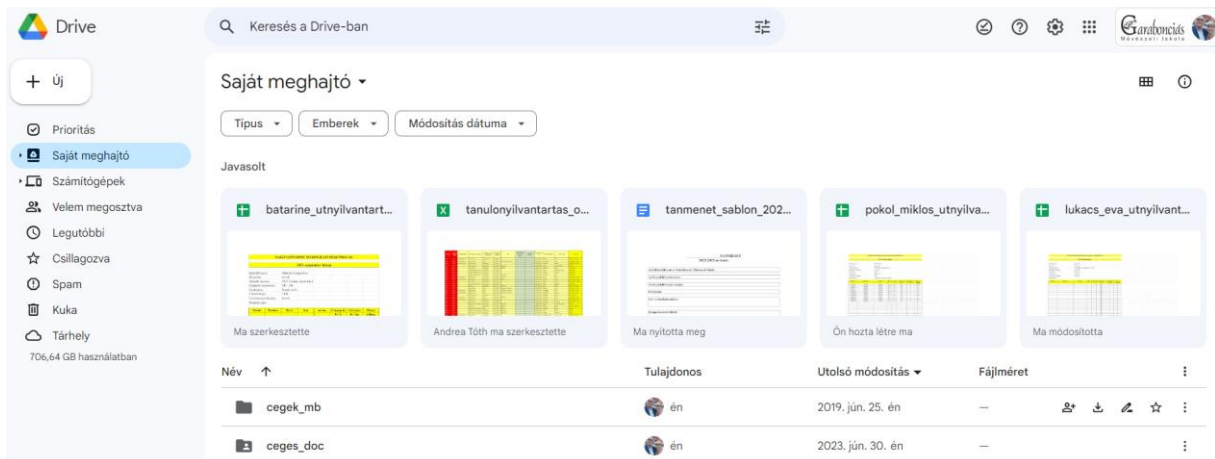 Drive
Keresés a Drive-ban
Garabonciás
Művészeti Iskola
Új
Prioritás
Saját meghajtó
Számítógépek
Velem megosztva
Legutóbbi
Csillagozva
Spam
Kuka
Tárhely
706,64 GB használatban
Saját meghajtó
Típus
Emberek
Módosítás dátuma
Javasolt
batarine_utnyilvantart...
tanulonyilvantartas_o...
tanmenet_sablon_202...
pokol_miklos_utnyilva...
lukacs_eva_utnyilvant...
Ma szerkesztette
Andrea Tóth ma szerkesztette
Ma nyitotta meg
Ön hozta létre ma
Ma módosította
Név Tulajdonos Utolsó módosítás Fájlméret
cegek_mb én 2019. jún. 25. én —
ceges_doc én 2023. jún. 30. én —